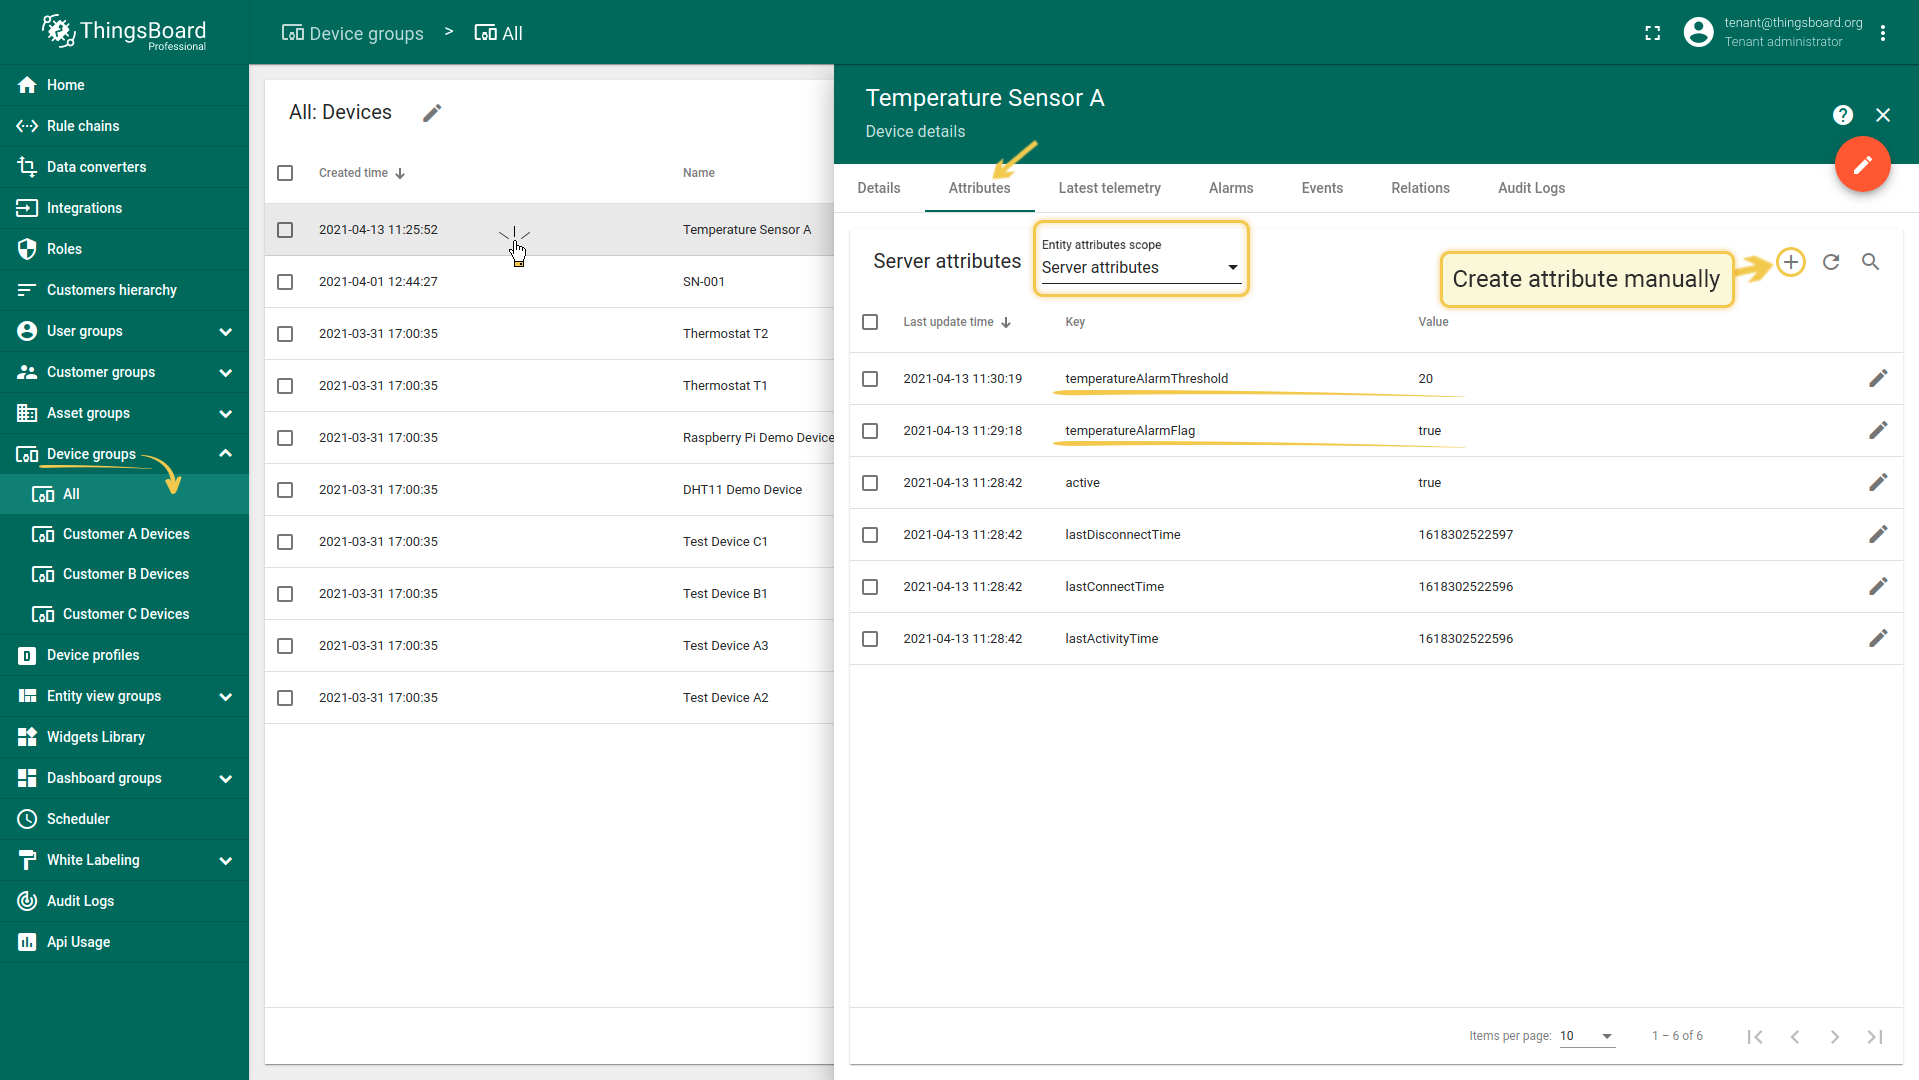 ThingsBoard
Professional
Device groups > All
tenant@thingsboard.org
Tenant administrator
Home
Rule chains
Data converters
Integrations
Roles
Customers hierarchy
User groups
Customer groups
Asset groups
Device groups
All
Customer A Devices
Customer B Devices
Customer C Devices
Device profiles
Entity view groups
Widgets Library
Dashboard groups
Scheduler
White Labeling
Audit Logs
Api Usage
All: Devices
Created time Name
2021-04-13 11:25:52 Temperature Sensor A
2021-04-01 12:44:27 SN-001
2021-03-31 17:00:35 Thermostat T2
2021-03-31 17:00:35 Thermostat T1
2021-03-31 17:00:35 Raspberry Pi Demo Device
2021-03-31 17:00:35 DHT11 Demo Device
2021-03-31 17:00:35 Test Device C1
2021-03-31 17:00:35 Test Device B1
2021-03-31 17:00:35 Test Device A3
2021-03-31 17:00:35 Test Device A2
Temperature Sensor A
Device details
Details Attributes Latest telemetry Alarms Events Relations Audit Logs
Server attributes
Entity attributes scope
Server attributes
Create attribute manually
Last update time Key Value
2021-04-13 11:30:19 temperatureAlarmThreshold 20
2021-04-13 11:29:18 temperatureAlarmFlag true
2021-04-13 11:28:42 active true
2021-04-13 11:28:42 lastDisconnectTime 1618302522597
2021-04-13 11:28:42 lastConnectTime 1618302522596
2021-04-13 11:28:42 lastActivityTime 1618302522596
Items per page: 10 1 – 6 of 6